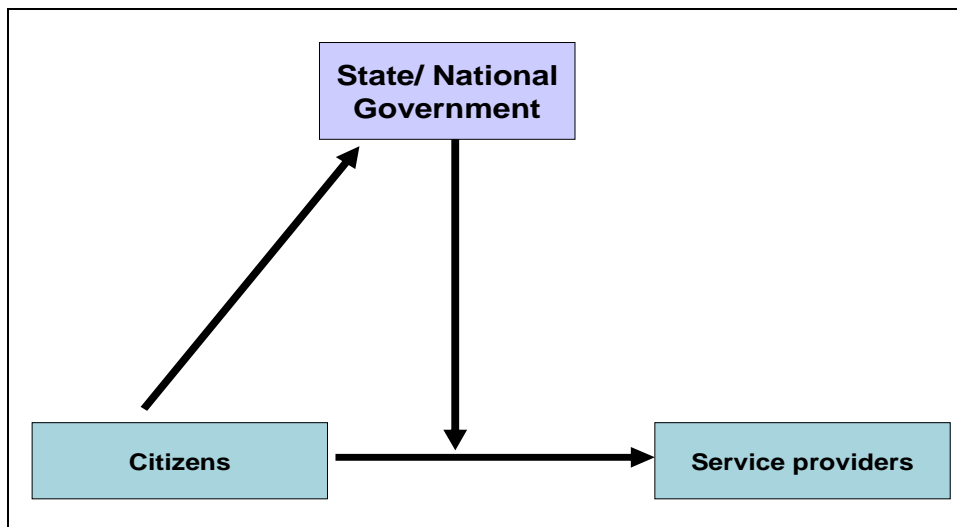 State/ National
Government
Citizens
Service providers